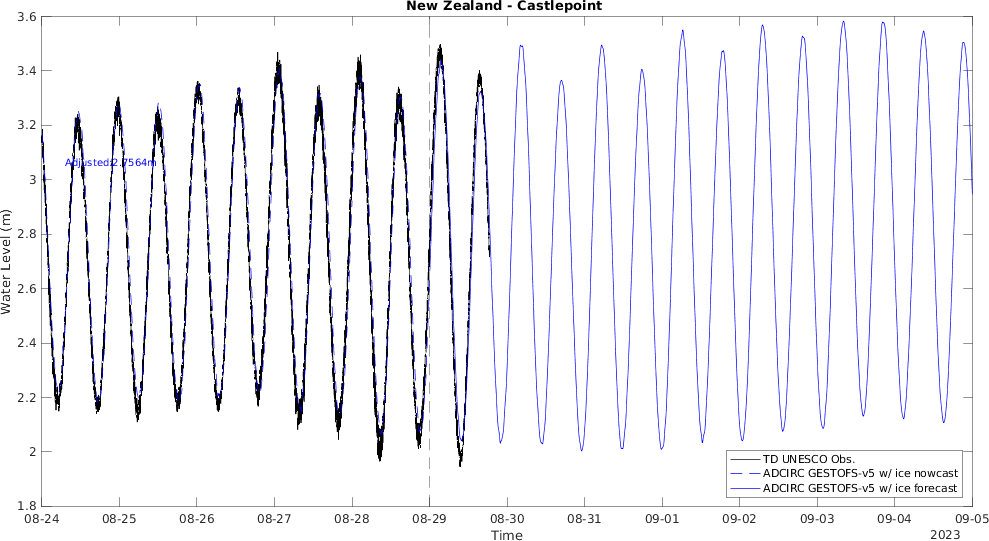 New Zealand - Castlepoint
3.6
3.4
3.2
3
2.8
2.6
2.4
2.2
2
1.8
Water Level (m)
Adjusted:2.7564m
TD UNESCO Obs.
ADCIRC GESTOFS-v5 w/ ice nowcast
ADCIRC GESTOFS-v5 w/ ice forecast
08-24 08-25 08-26 08-27 08-28 08-29 08-30 08-31 09-01 09-02 09-03 09-04 09-05
Time
2023